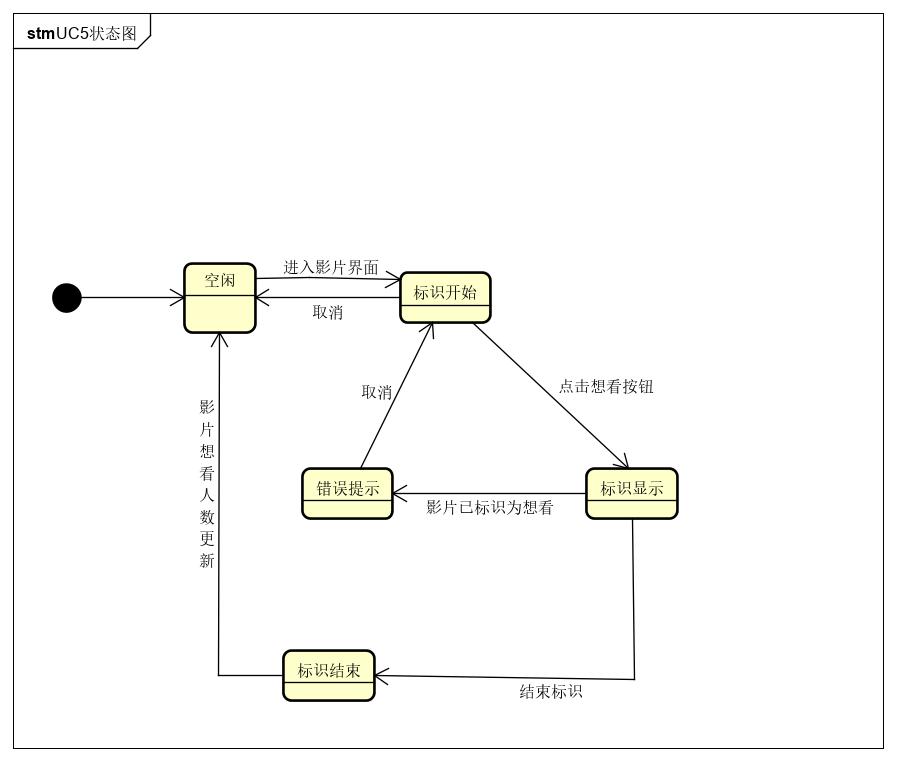 stmUC5状态图
进入影片界面
空闲
标识开始
取消
点击想看按钮
取消
影片想看人数更新
错误提示
标识显示
影片已标识为想看
标识结束
结束标识